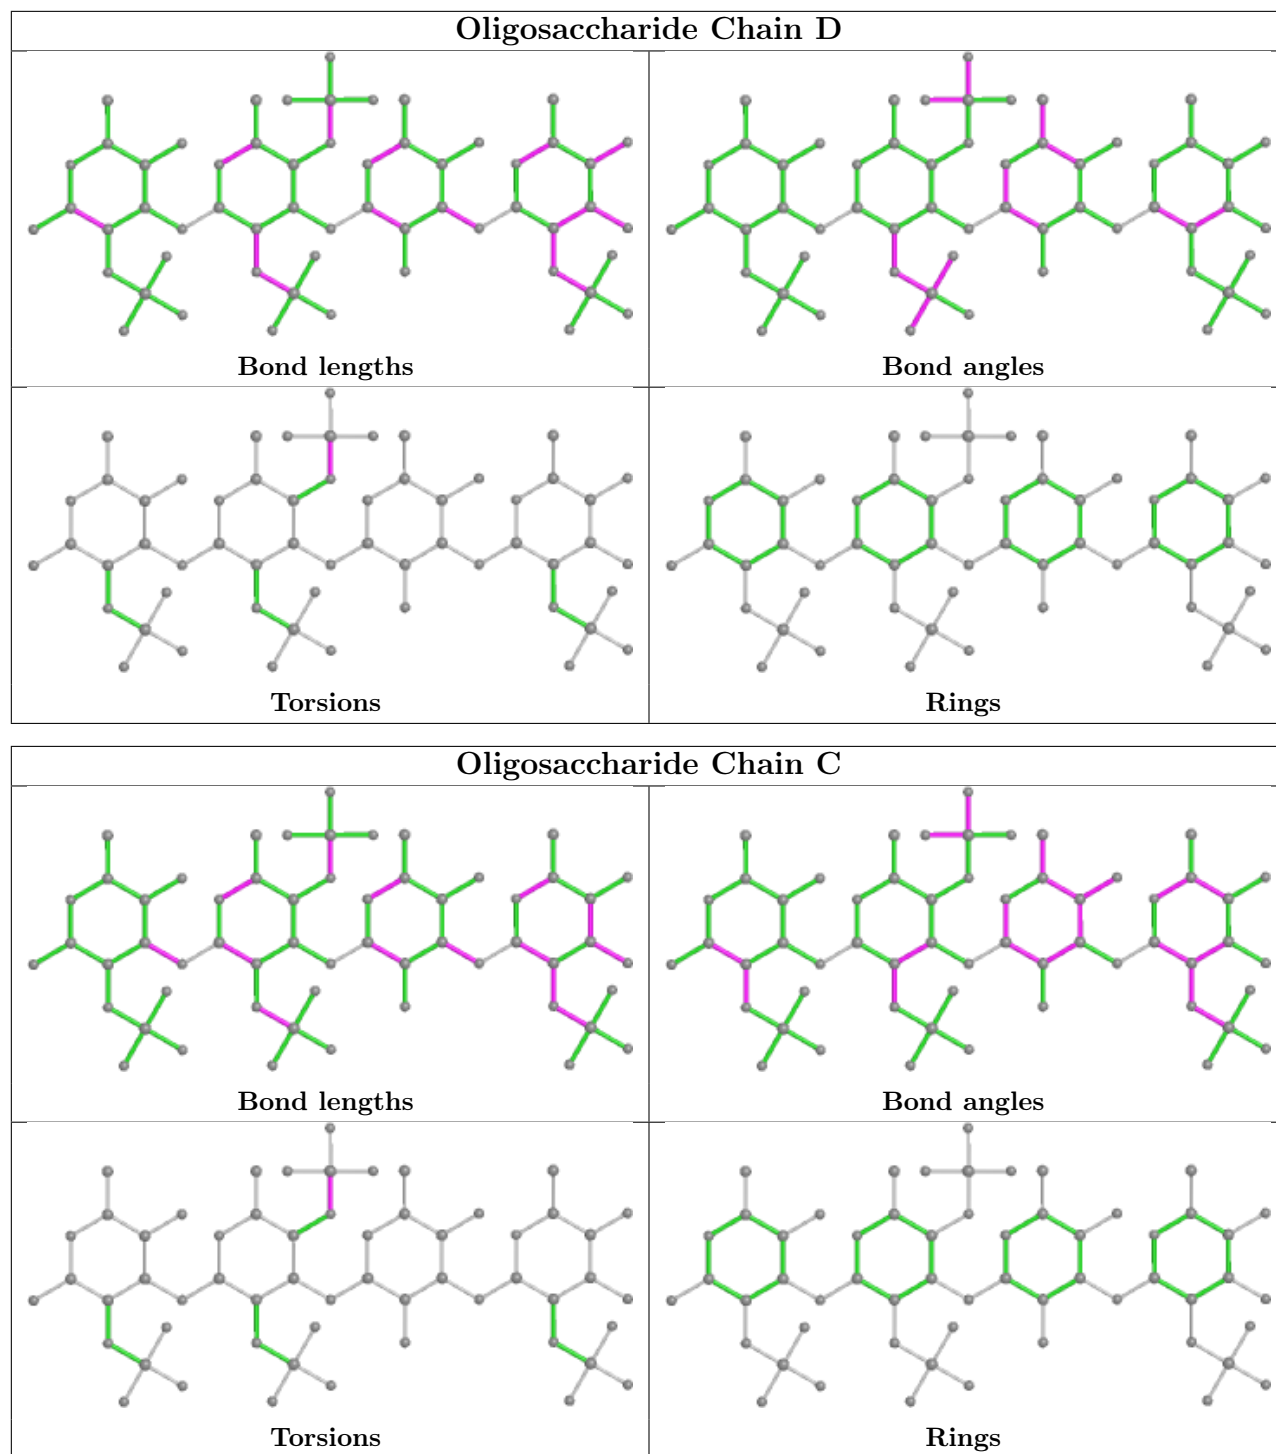 Oligosaccharide Chain D
Bond lengths
Bond angles
Torsions
Rings
Oligosaccharide Chain C
Bond lengths
Bond angles
Torsions
Rings